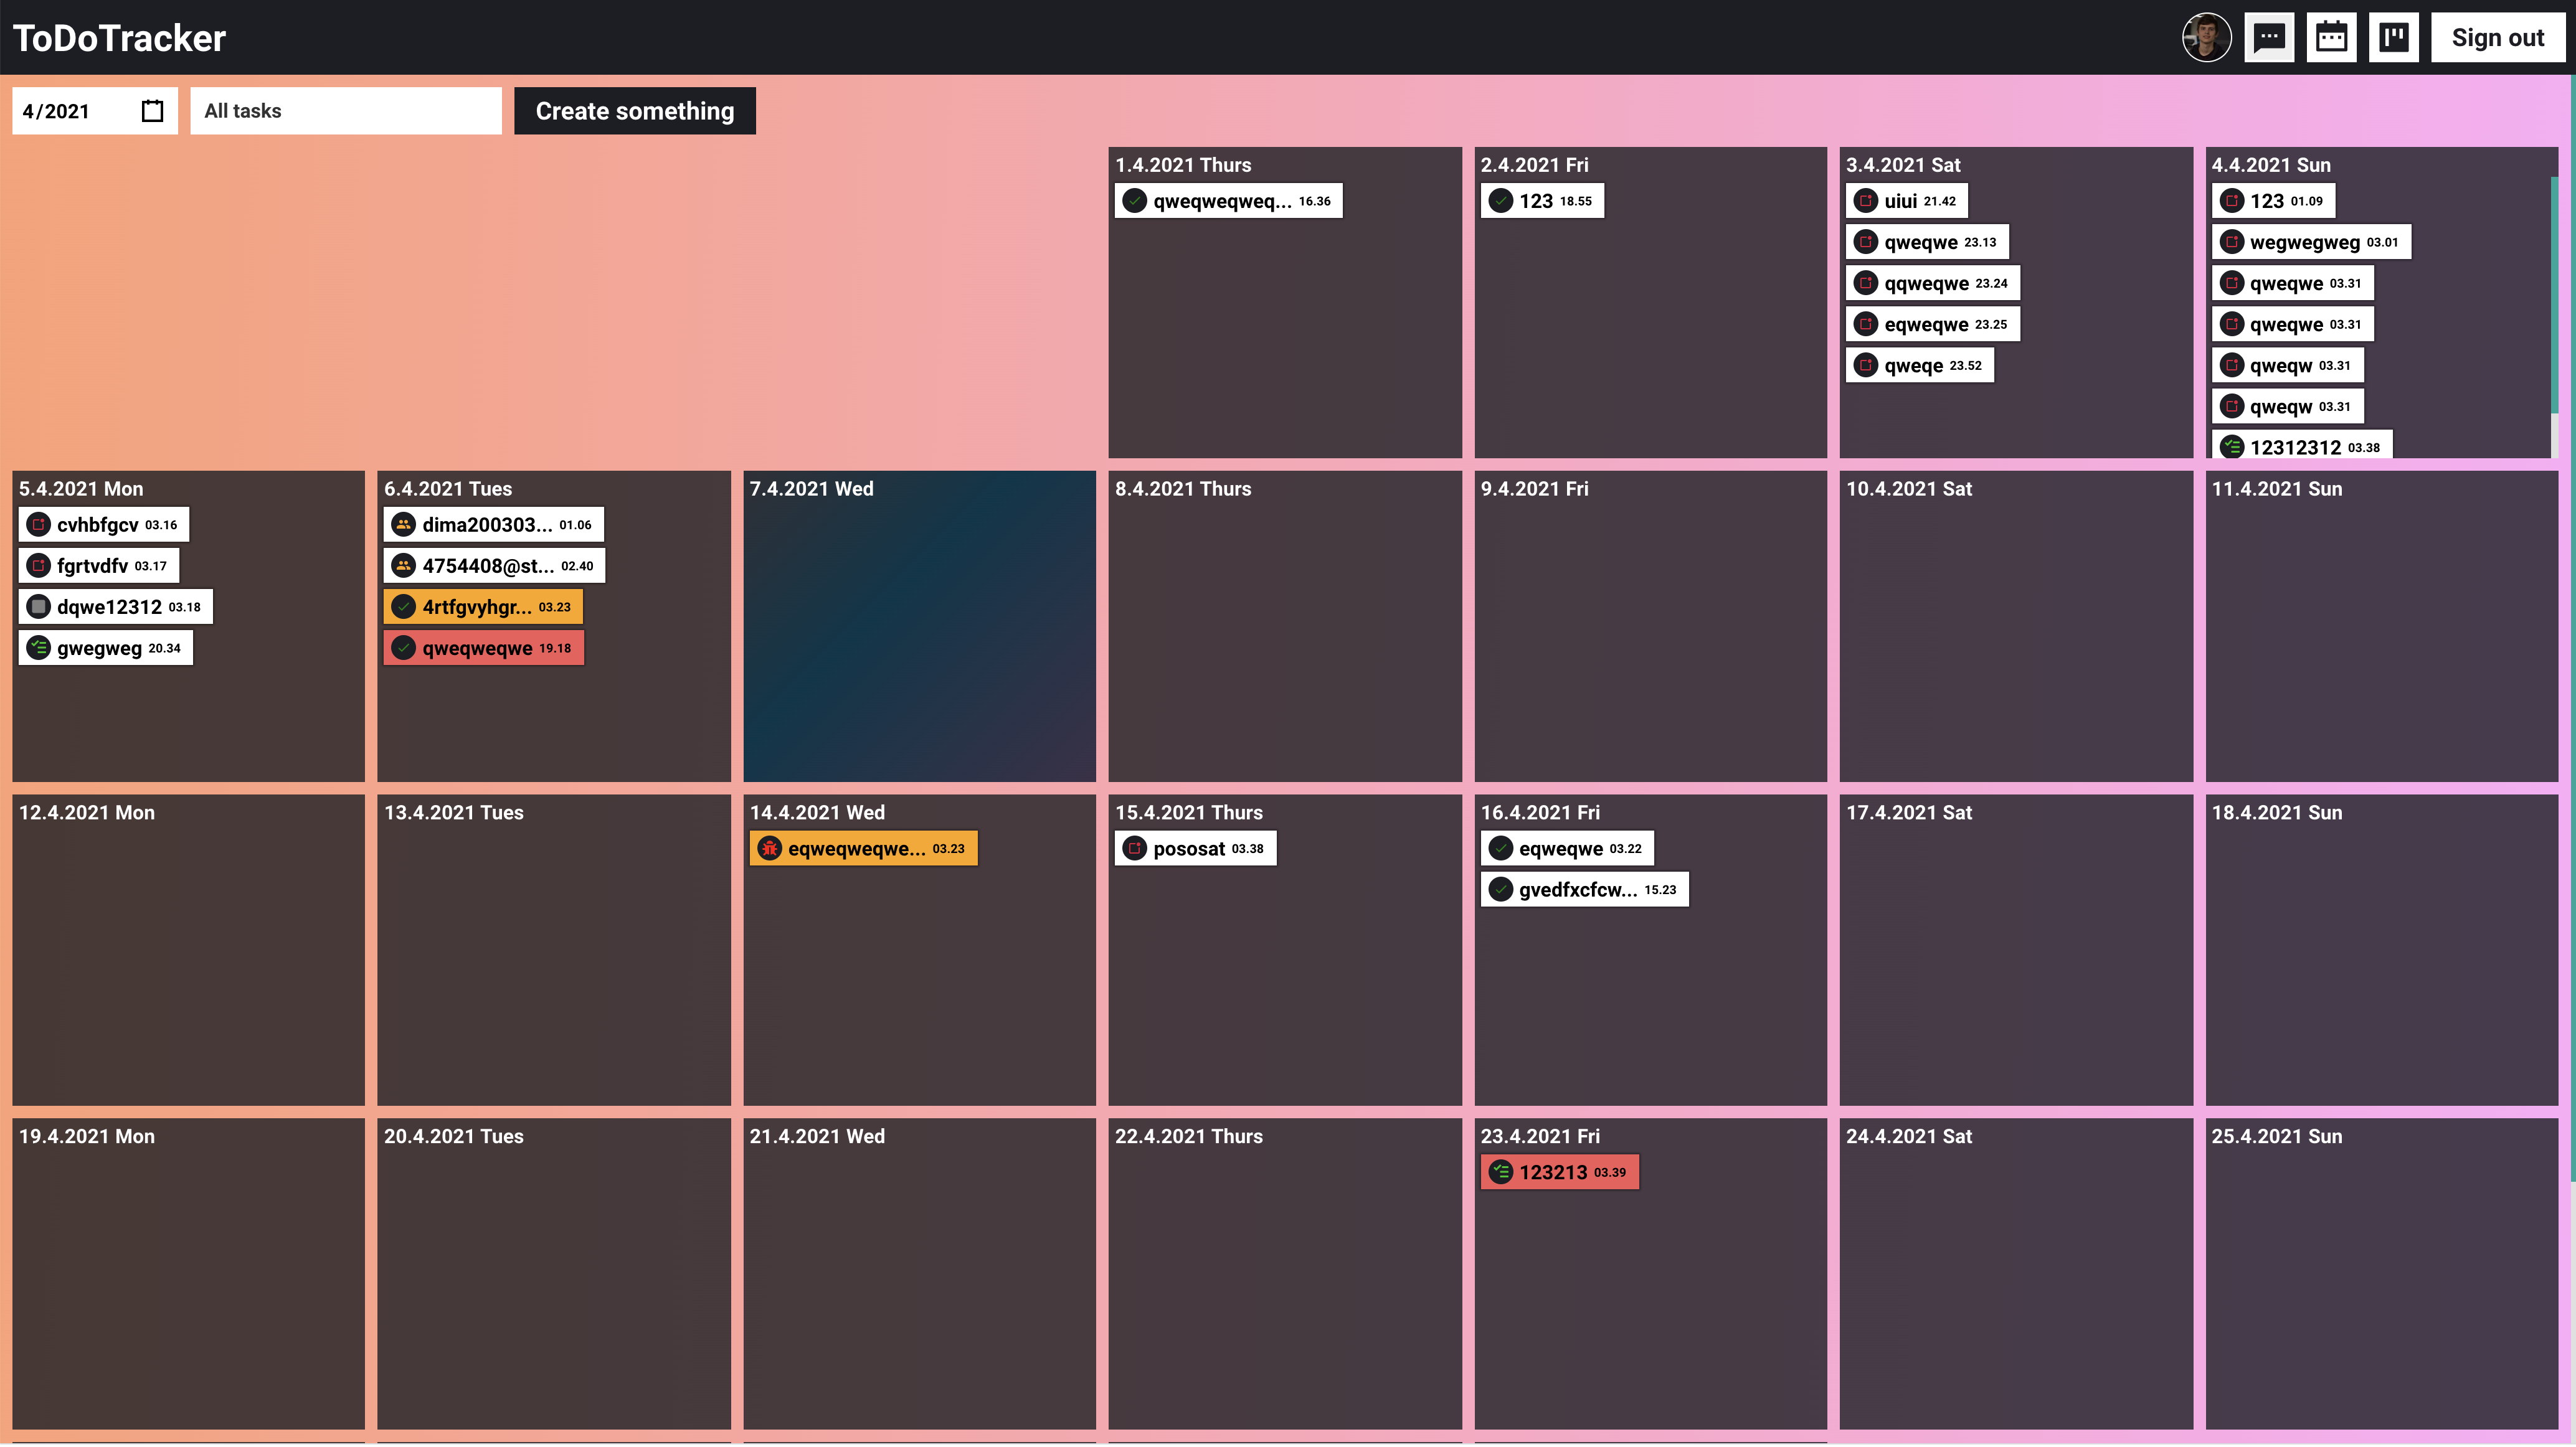 ToDoTracker
Sign out
4/2021
All tasks
Create something
1.4.2021 Thurs
qweqweqweq... 16.36
2.4.2021 Fri
123 18.55
3.4.2021 Sat
uiui 21.42
qweqwe 23.13
qqweqwe 23.24
eqweqwe 23.25
qweqe 23.52
4.4.2021 Sun
123 01.09
wegwegweg 03.01
qweqwe 03.31
qweqwe 03.31
qweqw 03.31
qweqw 03.31
12312312 03.38
5.4.2021 Mon
cvhbfgcv 03.16
fgrtvdfv 03.17
dqwe12312 03.18
gwegweg 20.34
6.4.2021 Tues
dima200303... 01.06
4754408@st... 02.40
4rtfgvyhgr... 03.23
qweqweqwe 19.18
7.4.2021 Wed
8.4.2021 Thurs
9.4.2021 Fri
10.4.2021 Sat
11.4.2021 Sun
12.4.2021 Mon
13.4.2021 Tues
14.4.2021 Wed
eqweqweqwe... 03.23
15.4.2021 Thurs
pososat 03.38
16.4.2021 Fri
eqweqwe 03.22
gvedfxcfcw... 15.23
17.4.2021 Sat
18.4.2021 Sun
19.4.2021 Mon
20.4.2021 Tues
21.4.2021 Wed
22.4.2021 Thurs
23.4.2021 Fri
123213 03.39
24.4.2021 Sat
25.4.2021 Sun